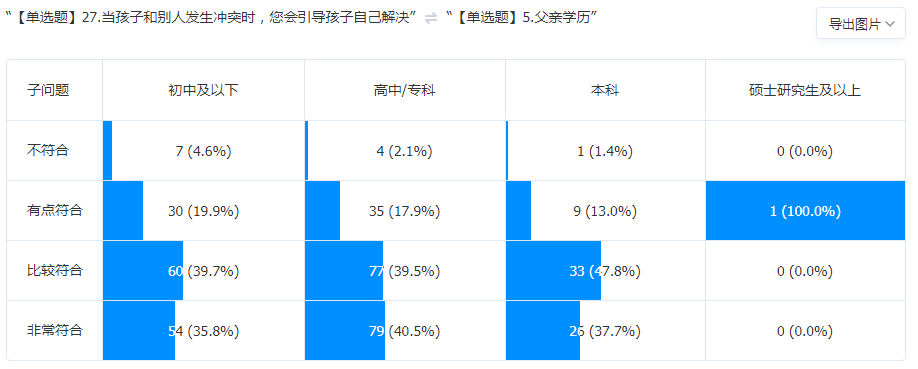 “【单选题】27.当孩子和别人发生冲突时，您会引导孩子自己解决” ⇌ “【单选题】5.父亲学历”
导出图片
子问题 初中及以下 高中/专科 本科 硕士研究生及以上
不符合 7 (4.6%) 4 (2.1%) 1 (1.4%) 0 (0.0%)
有点符合 30 (19.9%) 35 (17.9%) 9 (13.0%) 1 (100.0%)
比较符合 60 (39.7%) 77 (39.5%) 33 (47.8%) 0 (0.0%)
非常符合 54 (35.8%) 79 (40.5%) 26 (37.7%) 0 (0.0%)